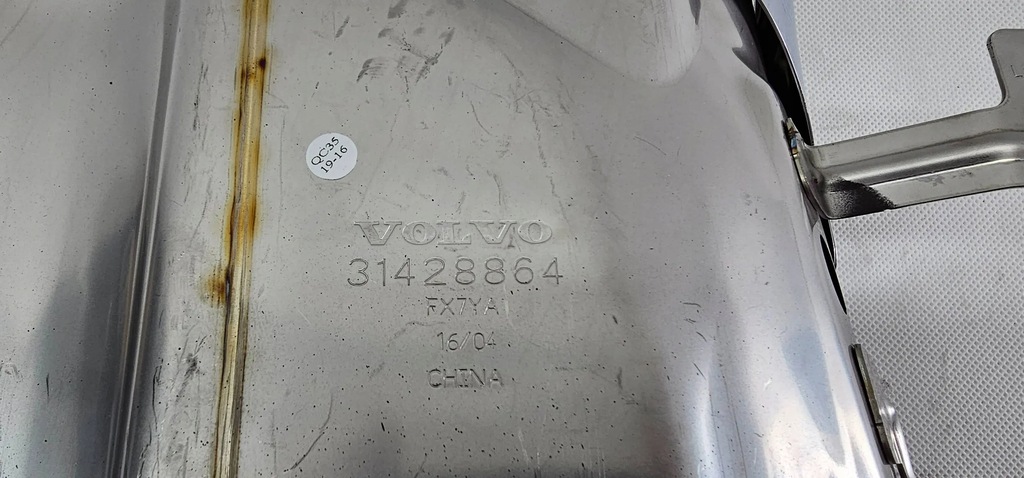 QC35
19-16
VOLVO
31428864
FX7YA
16/04
CHINA